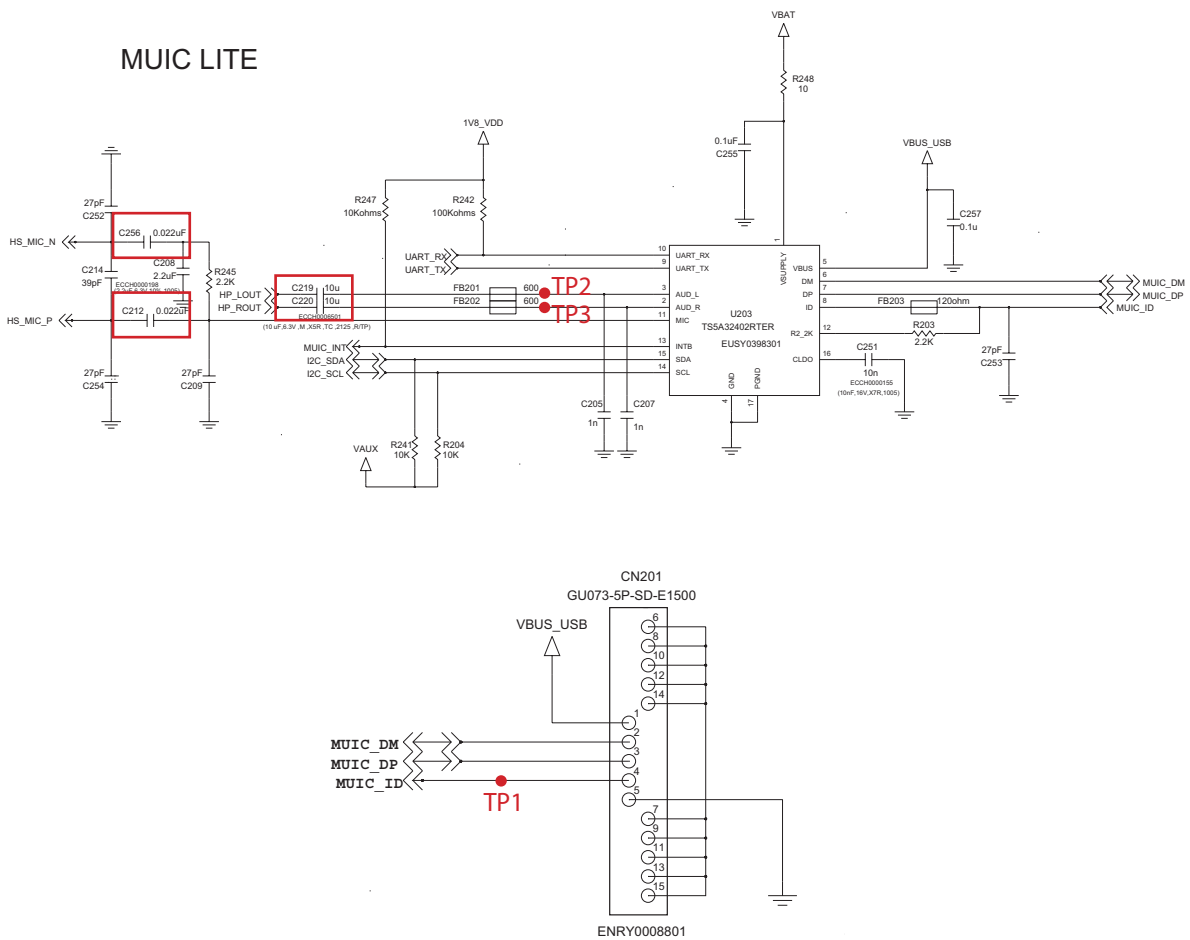 MUIC LITE
VBAT
R248
10
0.1uF
C255
1V8_VDD
VBUS_USB
C257
0.1u
R247
10Kohms
R242
100Kohms
27pF
C252
C256 0.022uF
HS_MIC_N
C214
39pF
C208
2.2uF
R245
2.2K
ECCH0000198
(2.2uF,6.3V,10%,1005)
HS_MIC_P
C212 0.022uF
27pF
C254
27pF
C209
UART_RX
UART_TX
HP_LOUT
HP_ROUT
C219 10u
C220 10u
ECCH0006501
(10 uF,6.3V ,M ,X5R ,TC ,2125 ,R/TP)
FB201 600
FB202 600
TP2
TP3
MUIC_INT
I2C_SDA
I2C_SCL
VAUX
R241
10K
R204
10K
C205
1n
C207
1n
10 UART_RX
9 UART_TX
3 AUD_L
2 AUD_R
11 MIC
13 INTB
15 SDA
14 SCL
1
VSUPPLY
U203
TS5A32402RTER
EUSY0398301
GND
4
PGND
17
VBUS 5
DM 6
DP 7
ID 8
R2_2K 12
CLDO 16
FB203 120ohm
R203
2.2K
C251
10n
ECCH0000155
(10nF,16V,X7R,1005)
27pF
C253
MUIC_DM
MUIC_DP
MUIC_ID
CN201
GU073-5P-SD-E1500
VBUS_USB
6
8
10
12
14
1
MUIC_DM 2
MUIC_DP 3
MUIC_ID 4
TP1
5
7
9
11
13
15
ENRY0008801